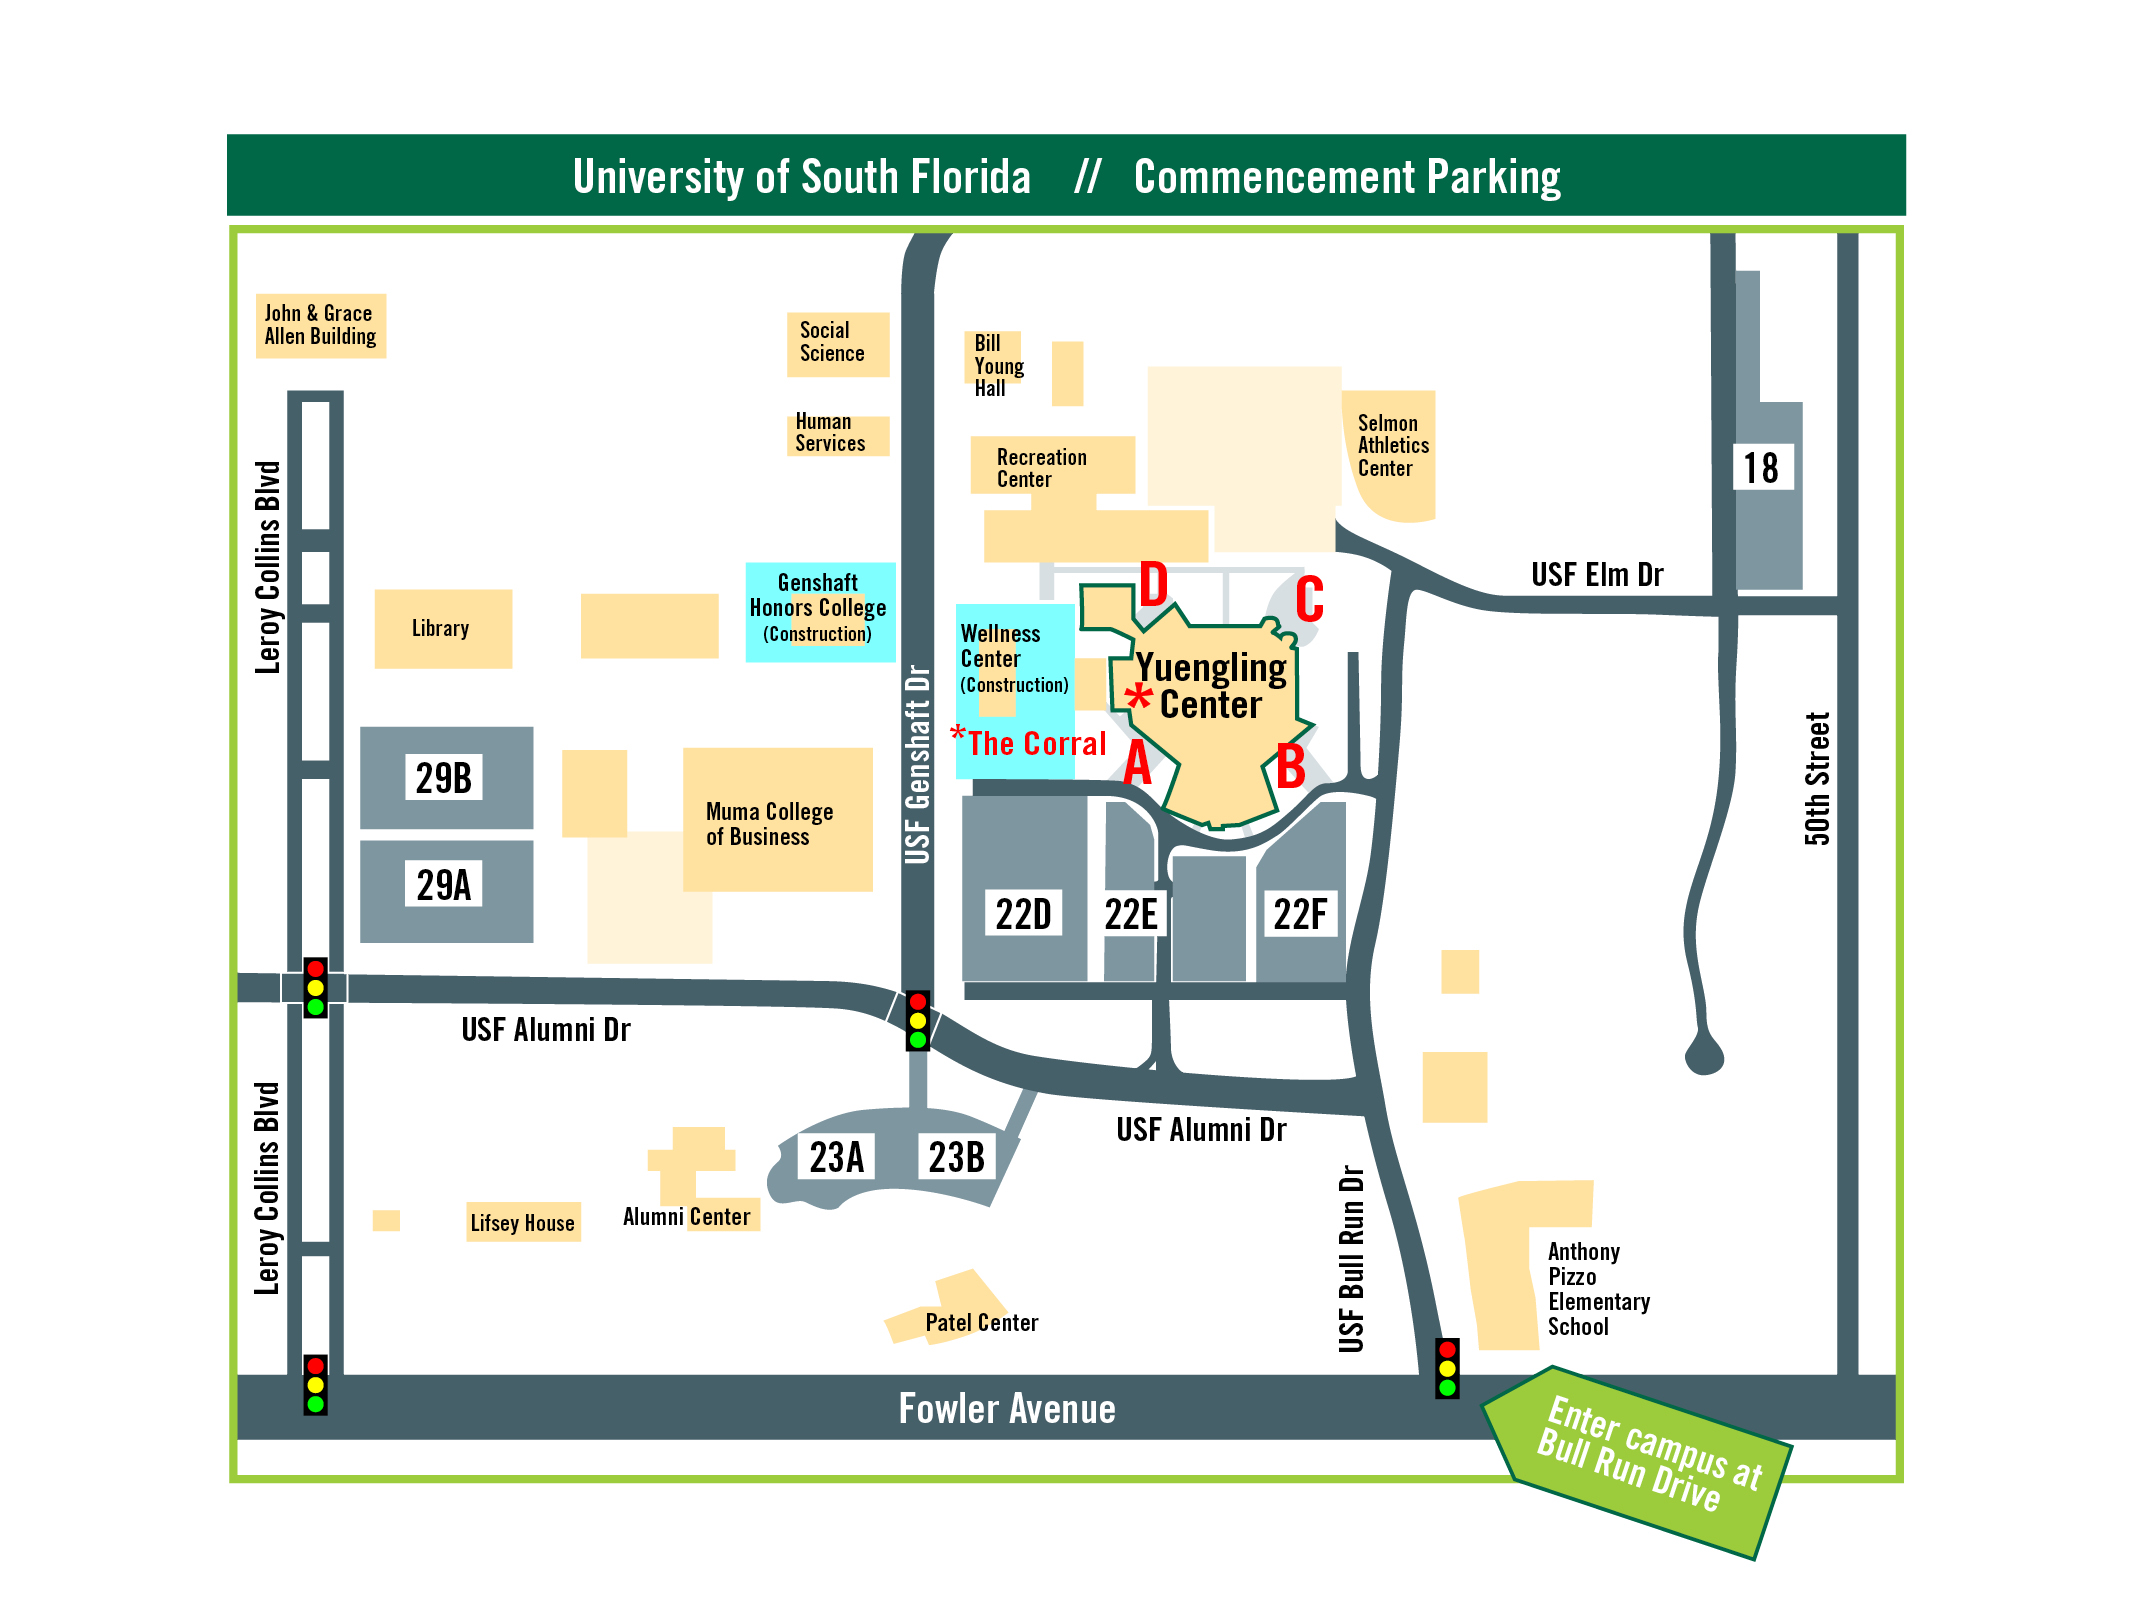 University of South Florida // Commencement Parking
John & Grace
Allen Building
Social
Science
Bill
Young
Hall
Human
Services
Selmon
Athletics
Center
Recreation
Center
18
Leroy Collins Blvd
USF Elm Dr
Genshaft
Honors College
(Construction)
D
C
Library
Wellness
Center
(Construction)
Yuengling
* Center
*The Corral
A
B
USF Genshaft Dr
50th Street
29B
Muma College
of Business
29A
22D
22E
22F
USF Alumni Dr
USF Alumni Dr
23A
23B
Leroy Collins Blvd
Lifsey House
Alumni Center
USF Bull Run Dr
Anthony
Pizzo
Elementary
School
Patel Center
Fowler Avenue
Enter campus at
Bull Run Drive